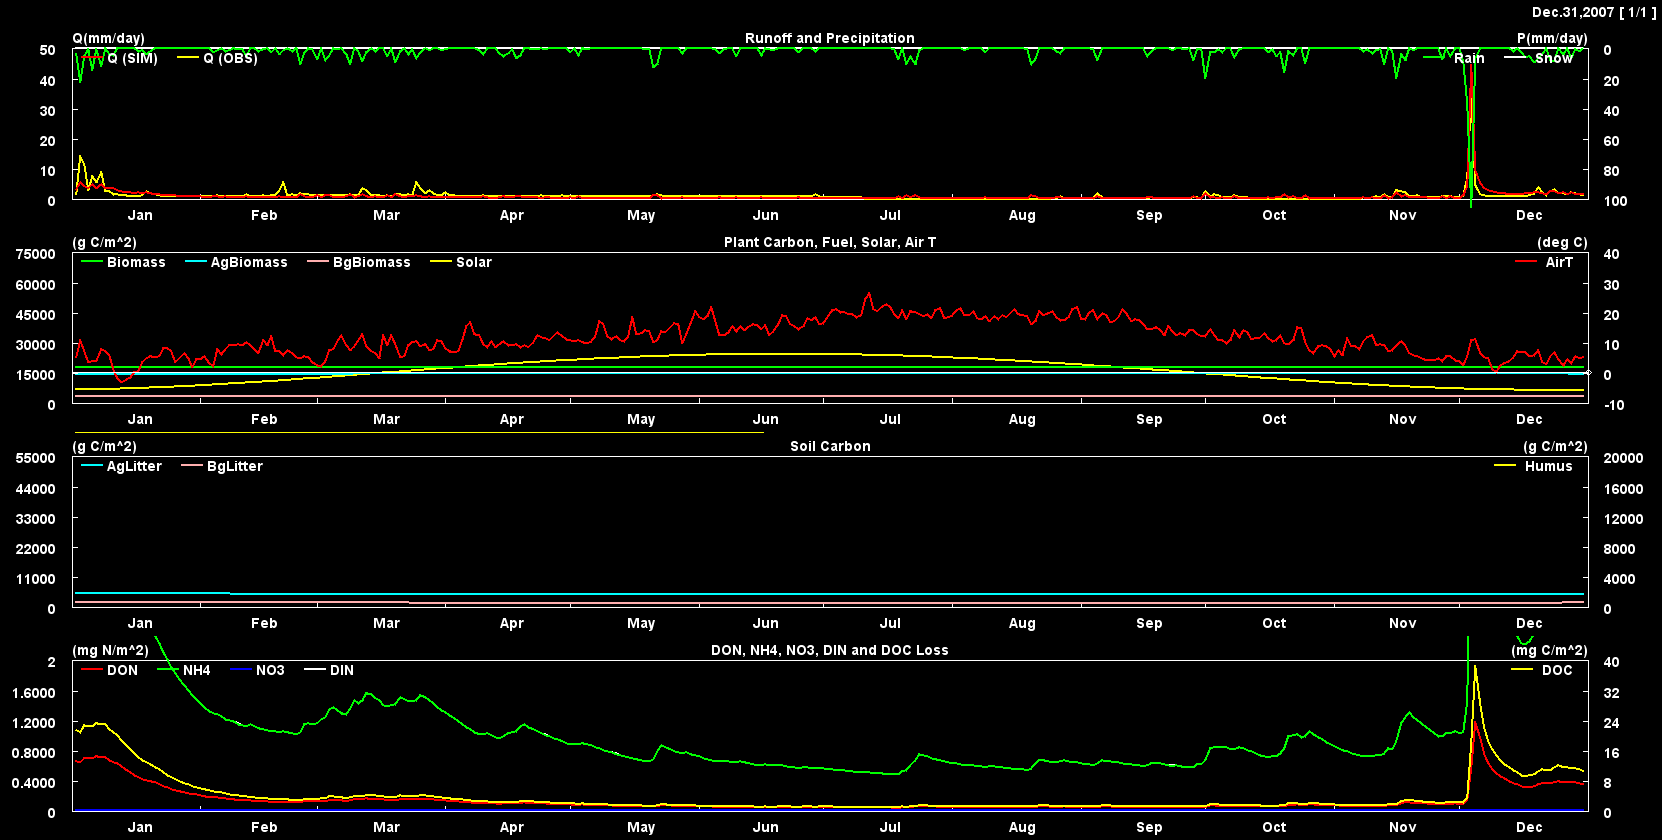 Dec.31,2007 [ 1/1 ]
Q(mm/day) Runoff and Precipitation P(mm/day)
50 0
Q (SIM) Q (OBS) Rain Snow
40 20
30 40
20 60
10 80
0 100
Jan Feb Mar Apr May Jun Jul Aug Sep Oct Nov Dec
(g C/m^2) Plant Carbon, Fuel, Solar, Air T (deg C)
75000 40
Biomass AgBiomass BgBiomass Solar AirT
60000 30
45000 20
30000 10
15000 0
0 -10
Jan Feb Mar Apr May Jun Jul Aug Sep Oct Nov Dec
(g C/m^2) Soil Carbon (g C/m^2)
55000 20000
AgLitter BgLitter Humus
44000 16000
33000 12000
22000 8000
11000 4000
0 0
Jan Feb Mar Apr May Jun Jul Aug Sep Oct Nov Dec
(mg N/m^2) DON, NH4, NO3, DIN and DOC Loss (mg C/m^2)
2 40
DON NH4 NO3 DIN DOC
1.6000 32
1.2000 24
0.8000 16
0.4000 8
0 0
Jan Feb Mar Apr May Jun Jul Aug Sep Oct Nov Dec